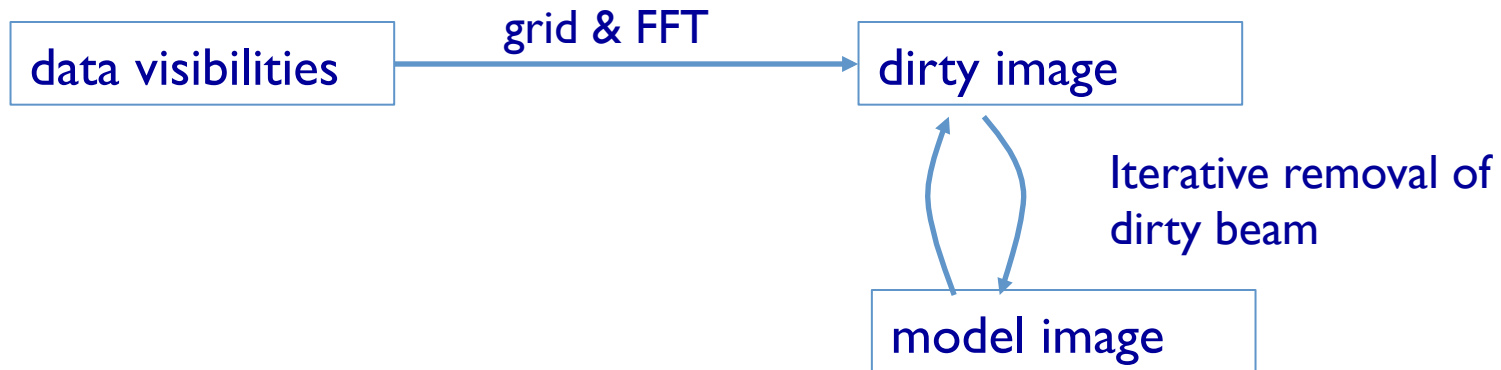 grid & FFT
data visibilities
dirty image
Iterative removal of
dirty beam
model image